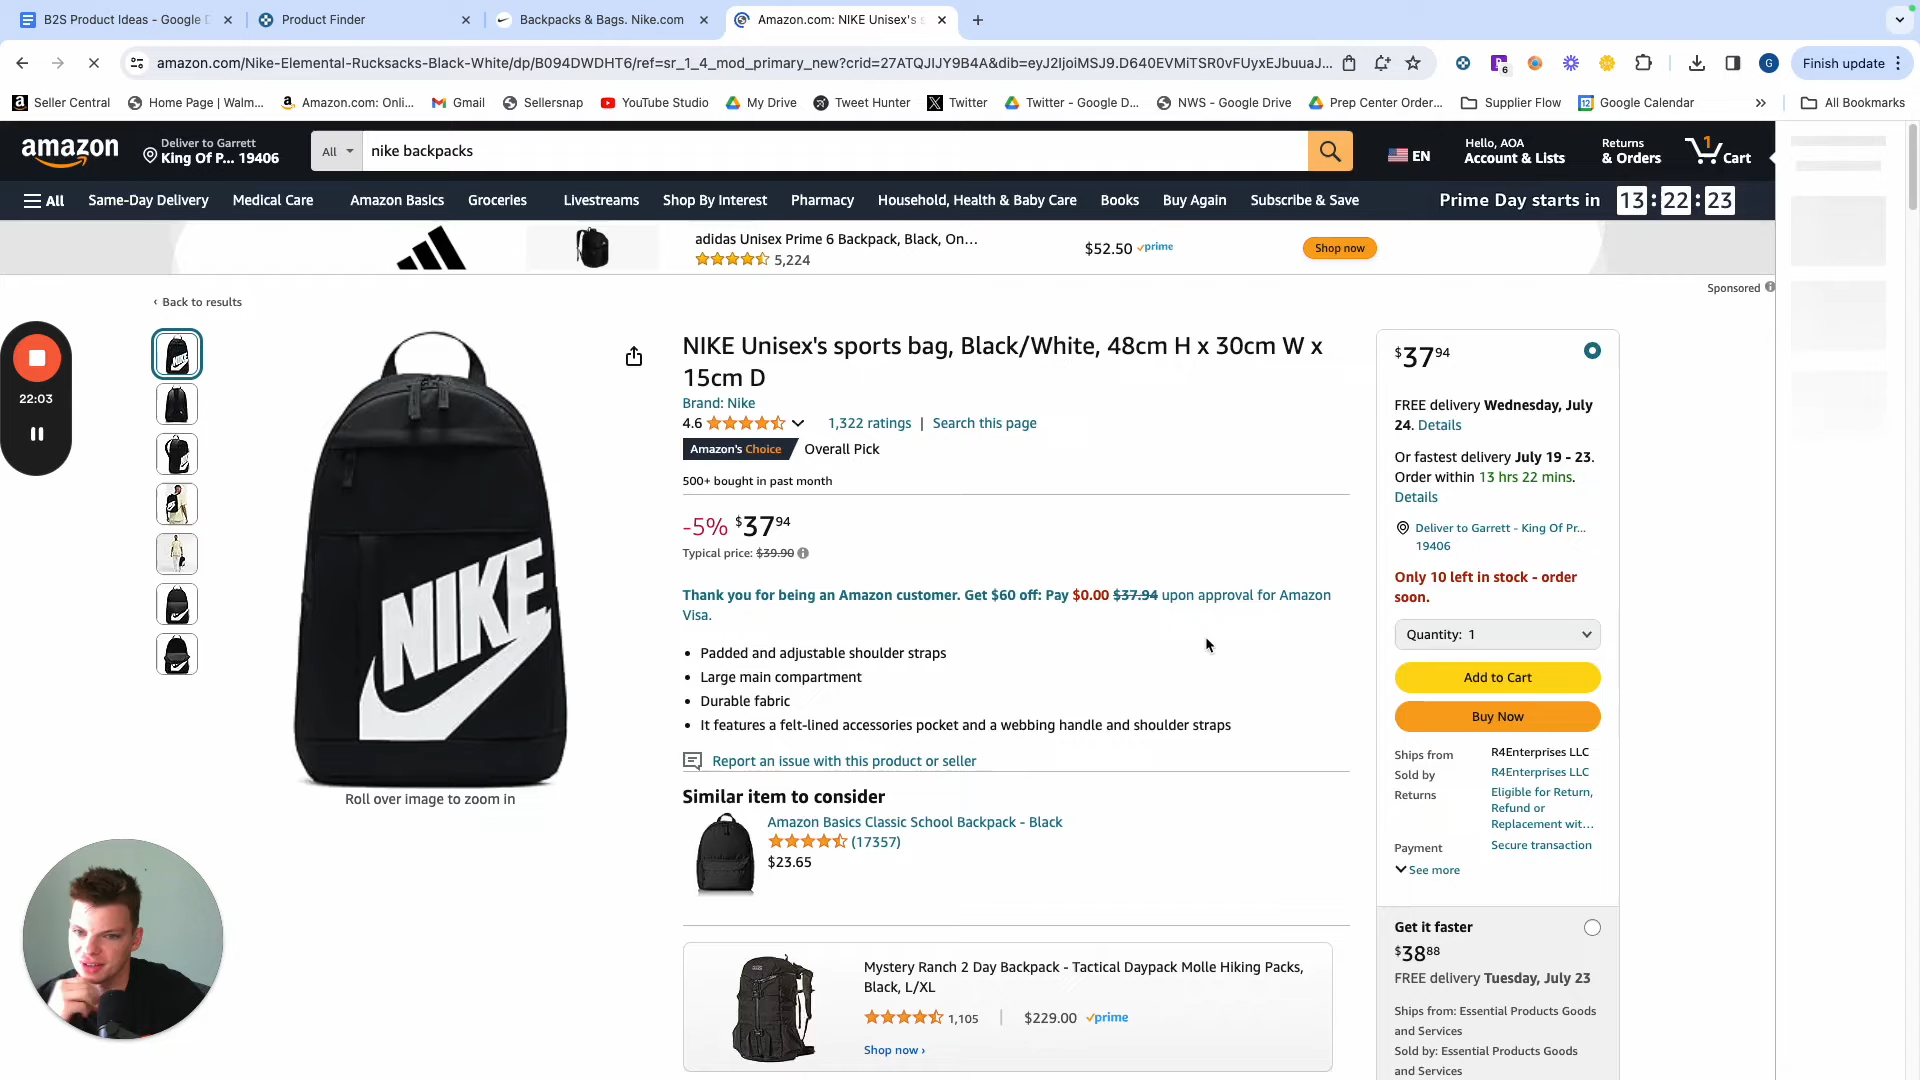 B2S Product Ideas - Google D
Product Finder
Backpacks & Bags. Nike.com
Amazon.com: NIKE Unisex's s
amazon.com/Nike-Elemental-Rucksacks-Black-White/dp/B094DWDHT6/ref=sr_1_4_mod_primary_new?crid=27ATQJIJY9B4A&dib=eyJ2IjoiMSJ9.D640EVMiTSR0vFUyxEJbuuaJ...
6
G
Finish update
Seller Central
Home Page | Walm...
Amazon.com: Onli...
Gmail
Sellersnap
YouTube Studio
My Drive
Tweet Hunter
Twitter
Twitter - Google D...
NWS - Google Drive
Prep Center Order...
Supplier Flow
Google Calendar
»
All Bookmarks
amazon
Deliver to Garrett
King Of P... 19406
All
nike backpacks
EN
Hello, AOA
Account & Lists
Returns
& Orders
1
Cart
All
Same-Day Delivery
Medical Care
Amazon Basics
Groceries
Livestreams
Shop By Interest
Pharmacy
Household, Health & Baby Care
Books
Buy Again
Subscribe & Save
Prime Day starts in 13 : 22 : 23
adidas Unisex Prime 6 Backpack, Black, On...
5,224
$52.50 prime
Shop now
Sponsored
‹ Back to results
22:03
NIKE
Roll over image to zoom in
NIKE Unisex's sports bag, Black/White, 48cm H x 30cm W x
15cm D
Brand: Nike
4.6 1,322 ratings | Search this page
Amazon's Choice Overall Pick
500+ bought in past month
-5% $37 94
Typical price: $39.90
Thank you for being an Amazon customer. Get $60 off: Pay $0.00 $37.94 upon approval for Amazon
Visa.
• Padded and adjustable shoulder straps
• Large main compartment
• Durable fabric
• It features a felt-lined accessories pocket and a webbing handle and shoulder straps
Report an issue with this product or seller
Similar item to consider
Amazon Basics Classic School Backpack - Black
(17357)
$23.65
Mystery Ranch 2 Day Backpack - Tactical Daypack Molle Hiking Packs,
Black, L/XL
1,105 | $229.00 prime
Shop now ›
$37 94
FREE delivery Wednesday, July
24. Details
Or fastest delivery July 19 - 23.
Order within 13 hrs 22 mins.
Details
Deliver to Garrett - King Of Pr...
19406
Only 10 left in stock - order
soon.
Quantity: 1
Add to Cart
Buy Now
Ships from R4Enterprises LLC
Sold by R4Enterprises LLC
Returns Eligible for Return,
Refund or
Replacement wit...
Payment Secure transaction
See more
Get it faster
$38 88
FREE delivery Tuesday, July 23
Ships from: Essential Products Goods
and Services
Sold by: Essential Products Goods
and Services